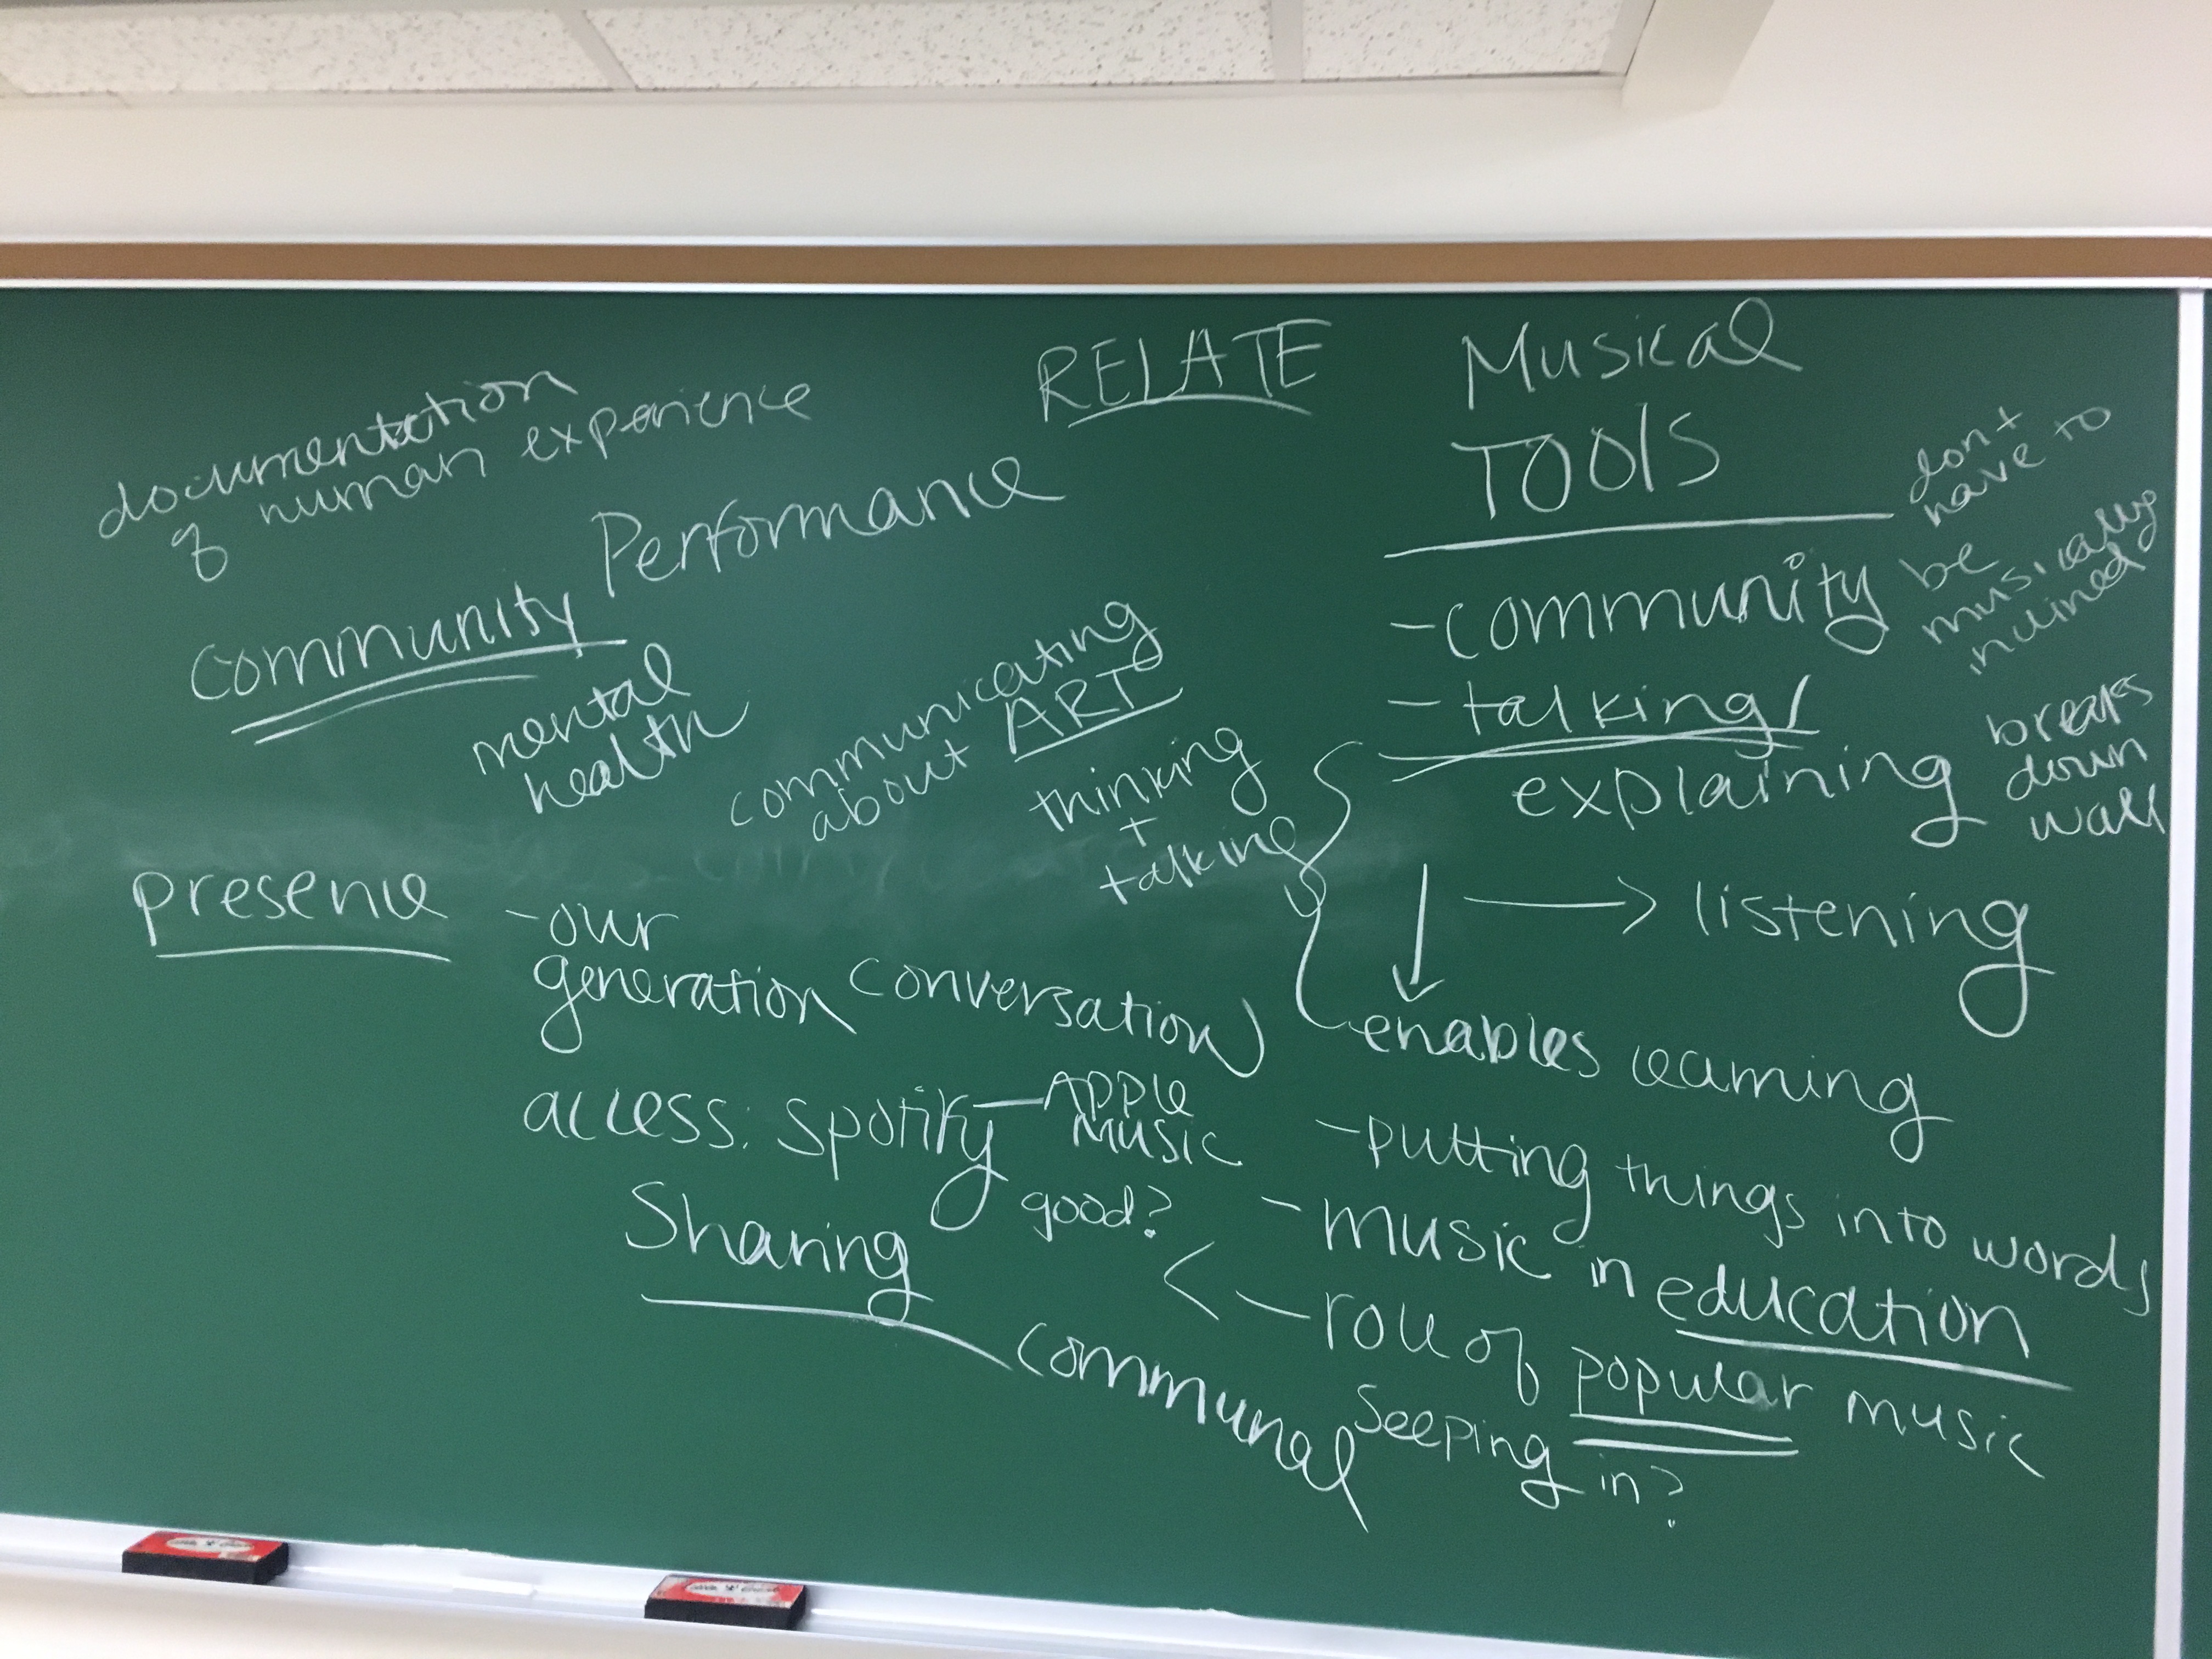 documentation
of human experience
Performance
community
mental
health
communicating
about ART
thinking
+
talking
RELATE
presence
- our
generation conversation
access: Spotify — APPLE
MUSIC
good?
Sharing
communal
Musical
TOOLS
- community
don't
have to
be
musically
inclined
- talking/
explaining
breaks
down
wall
→ listening
enables learning
- putting things into words
- music in education
< - role of popular music
seeping in?